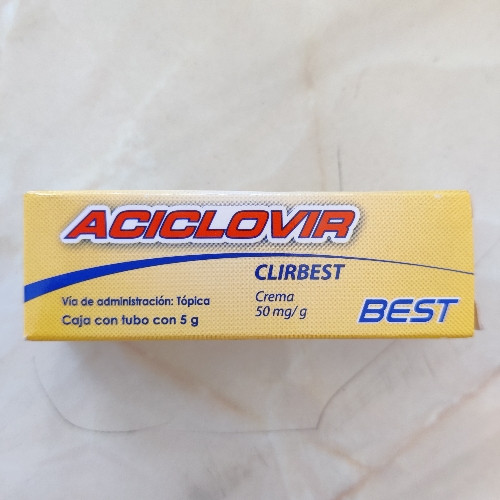 ACICLOVIR
CLIRBEST
Crema
50 mg/ g
Vía de administración: Tópica
Caja con tubo con 5 g
BEST